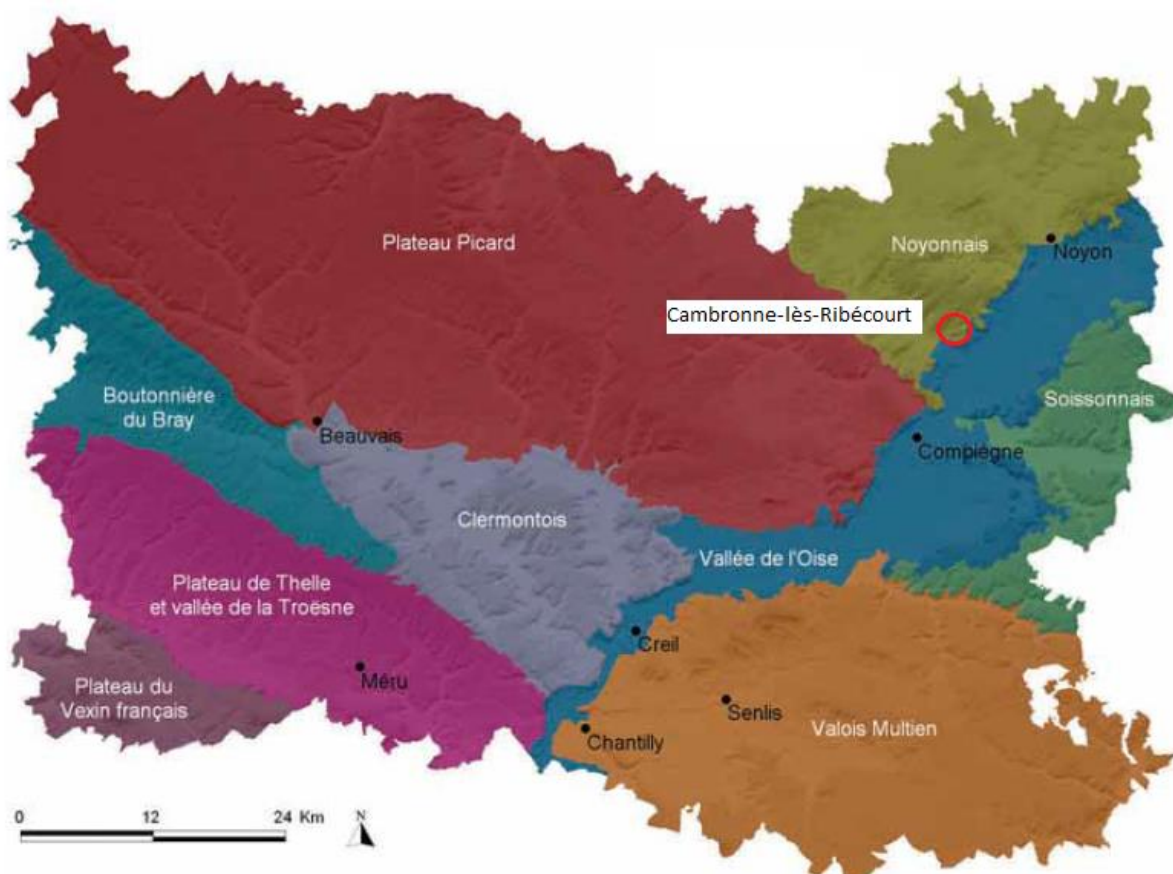 Plateau Picard
Noyonnais
Noyon
Cambronne-lès-Ribécourt
Boutonnière
du Bray
Beauvais
Soissonnais
Compiègne
Clermontois
Vallée de l'Oise
Plateau de Thelle
et vallée de la Troësne
Creil
Méru
Plateau du
Vexin français
Senlis
Chantilly
Valois Multien
0 12 24 Km
N